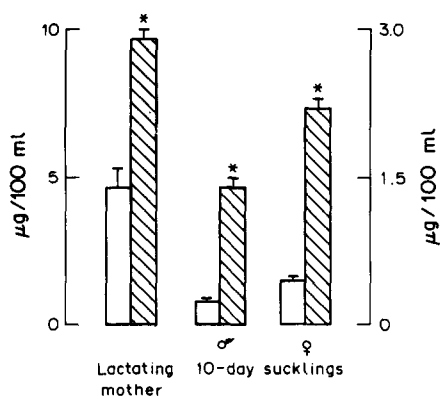 10
5
0
µg/100 ml
3.0
1.5
0
µg/100 ml
*
*
*
♂
♀
Lactating mother
10-day sucklings